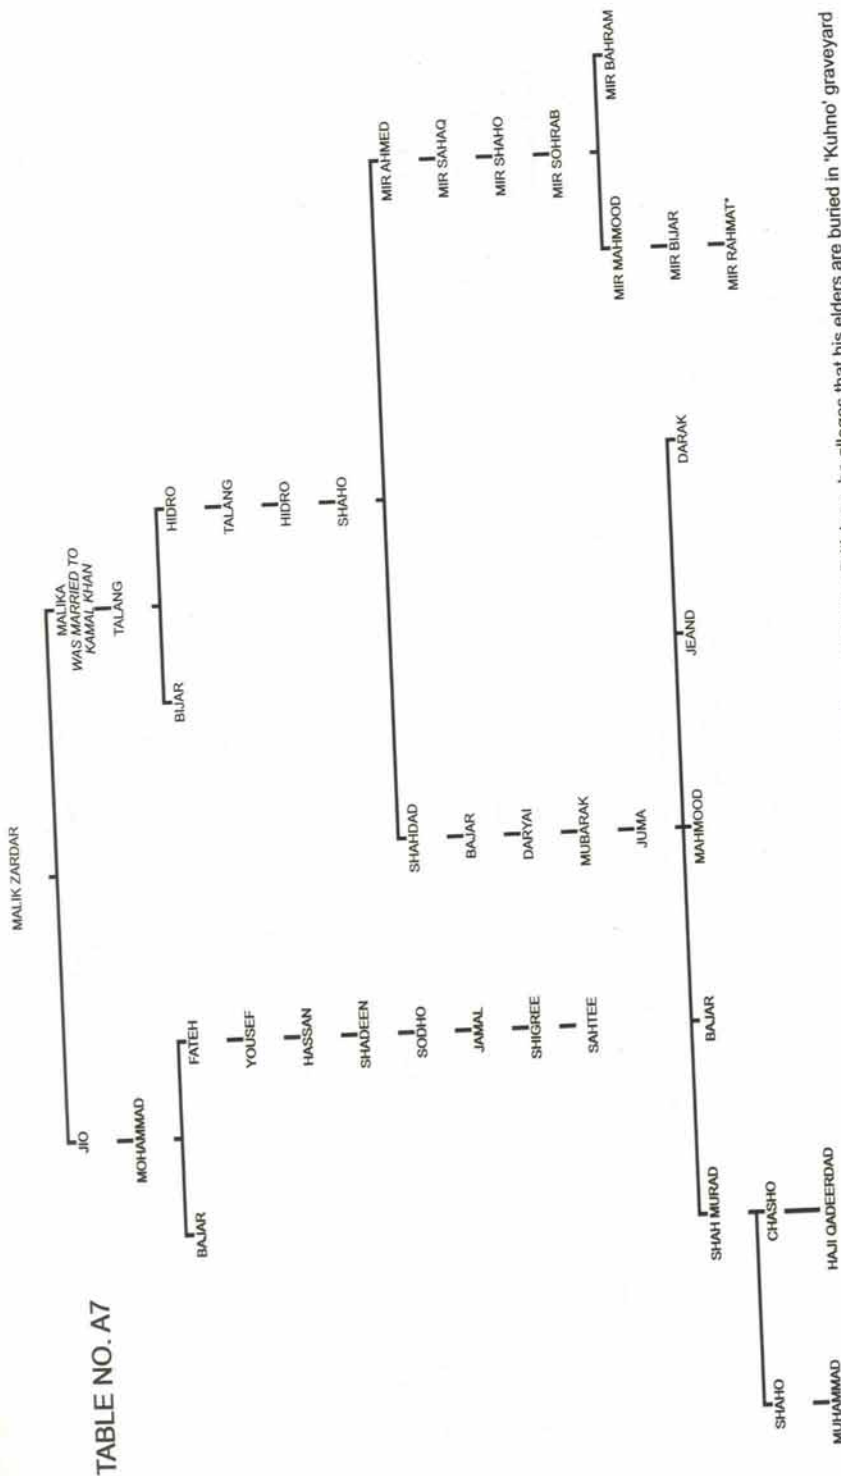 TABLE NO. A7
MALIK ZARDAR
JIO
MALIKA
WAS MARRIED TO
KAMAL KHAN
MOHAMMAD
TALANG
BAJAR
FATEH
BIJAR
HIDRO
YOUSEF
TALANG
HASSAN
HIDRO
SHADEEN
SHAHO
SODHO
SHAHDAD
MIR AHMED
JAMAL
BAJAR
MIR SAHAQ
SHIGREE
DARYAI
MIR SHAHO
SAHTEE
MUBARAK
MIR SOHRAB
JUMA
MIR MAHMOOD
MIR BAHRAM
SHAH MURAD
BAJAR
MAHMOOD
JEAND
DARAK
MIR BIJAR
SHAHO
CHASHO
MIR RAHMAT*
MUHAMMAD
HAJI QADEERDAD
he alleges that his elders are buried in 'Kuhno' graveyard